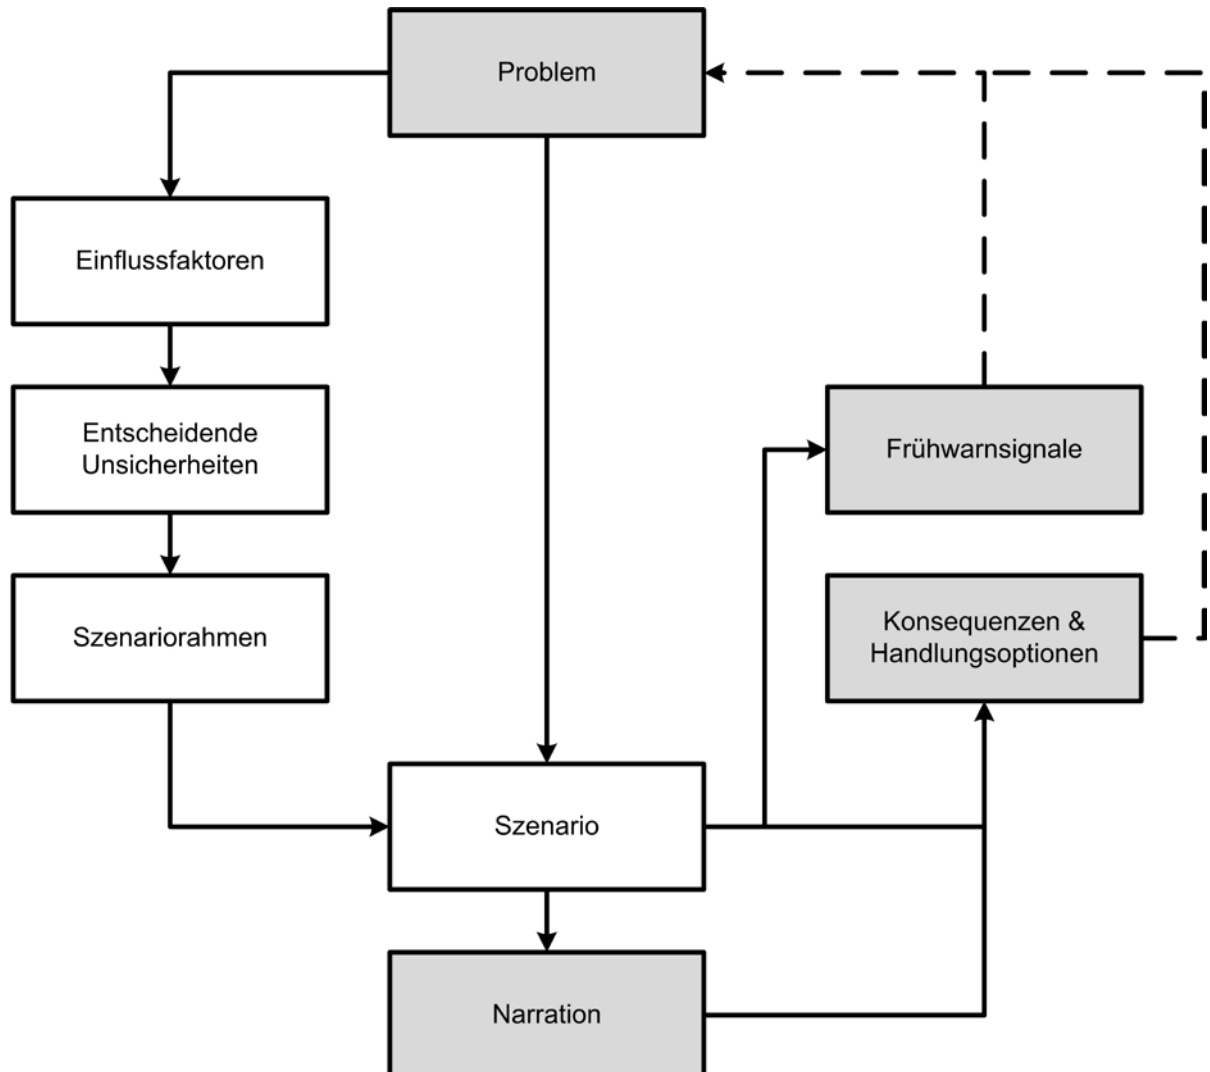 Problem
Einflussfaktoren
Entscheidende
Unsicherheiten
Frühwarnsignale
Szenariorahmen
Konsequenzen &
Handlungsoptionen
Szenario
Narration